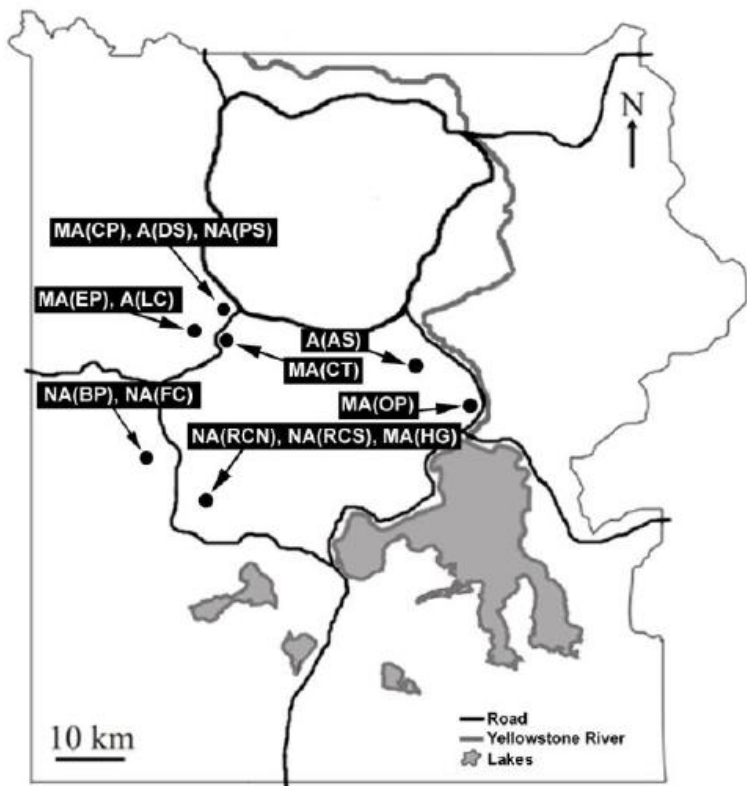 N
MA(CP), A(DS), NA(PS)
MA(EP), A(LC)
A(AS)
MA(CT)
NA(BP), NA(FC)
MA(OP)
NA(RCN), NA(RCS), MA(HG)
Road
Yellowstone River
Lakes
10 km